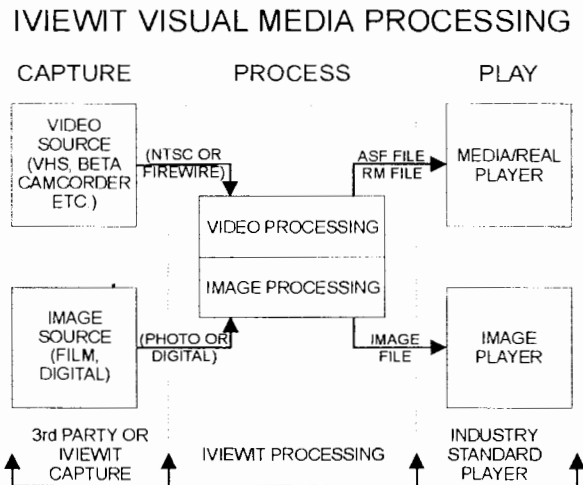 IVIEWIT VISUAL MEDIA PROCESSING
CAPTURE
PROCESS
PLAY
VIDEO
SOURCE
(VHS, BETA
CAMCORDER
ETC.)
(NTSC OR
FIREWIRE)
ASF FILE
RM FILE
MEDIA/REAL
PLAYER
VIDEO PROCESSING
IMAGE PROCESSING
IMAGE
SOURCE
(FILM,
DIGITAL)
(PHOTO OR
DIGITAL)
IMAGE
FILE
IMAGE
PLAYER
3rd PARTY OR
IVIEWIT
CAPTURE
IVIEWIT PROCESSING
INDUSTRY
STANDARD
PLAYER